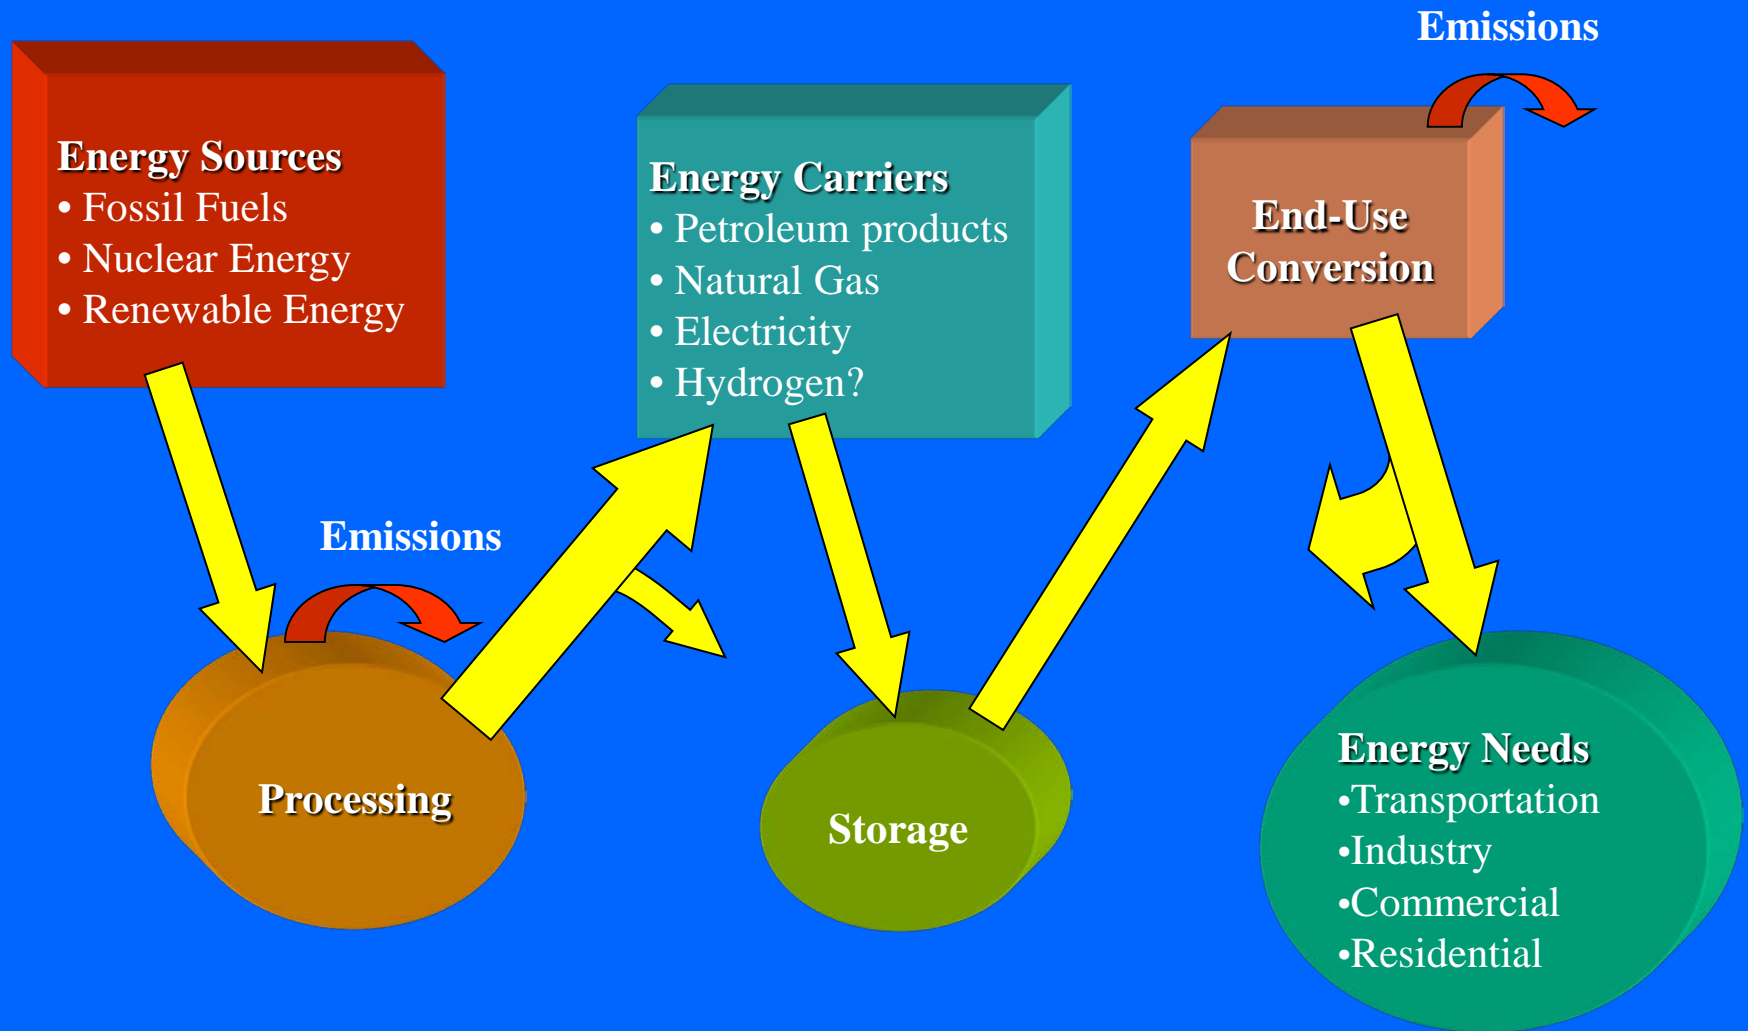 Emissions
Energy Sources
• Fossil Fuels
• Nuclear Energy
• Renewable Energy
Energy Carriers
• Petroleum products
• Natural Gas
• Electricity
• Hydrogen?
End-Use
Conversion
Emissions
Processing
Storage
Energy Needs
•Transportation
•Industry
•Commercial
•Residential